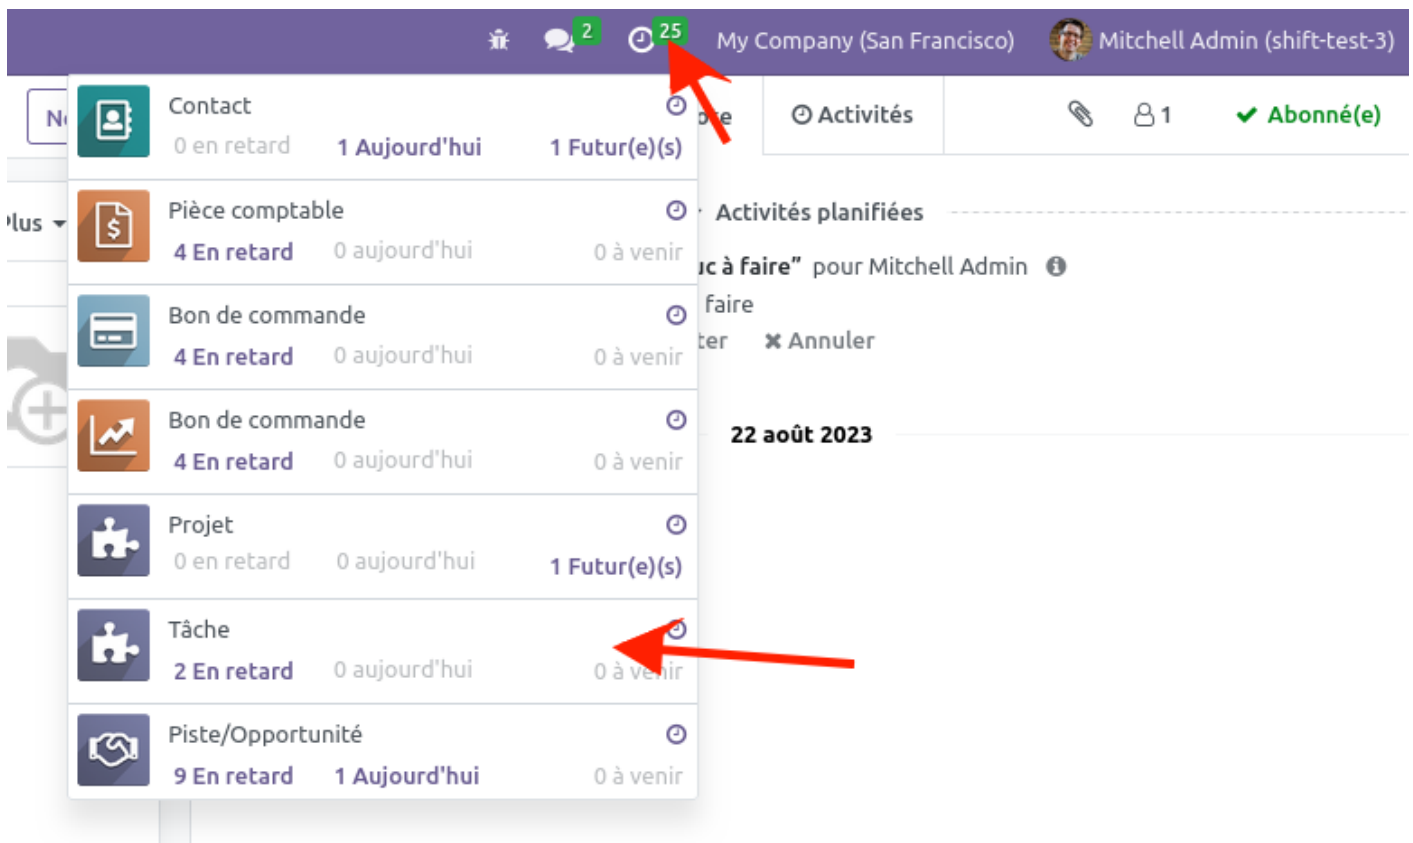 2
25
My Company (San Francisco)
Mitchell Admin (shift-test-3)
Contact
0 en retard 1 Aujourd'hui 1 Futur(e)(s)
Activités
1
Abonné(e)
Pièce comptable
4 En retard 0 aujourd'hui 0 à venir
Activités planifiées
à faire” pour Mitchell Admin
Bon de commande
4 En retard 0 aujourd'hui 0 à venir
faire
Annuler
Bon de commande
4 En retard 0 aujourd'hui 0 à venir
22 août 2023
Projet
0 en retard 0 aujourd'hui 1 Futur(e)(s)
Tâche
2 En retard 0 aujourd'hui 0 à venir
Piste/Opportunité
9 En retard 1 Aujourd'hui 0 à venir